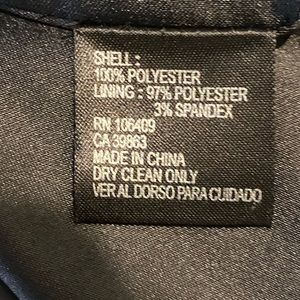 SHELL :
100% POLYESTER
LINING : 97% POLYESTER
3% SPANDEX
RN 106409
CA 39863
MADE IN CHINA
DRY CLEAN ONLY
VER AL DORSO PARA CUIDADO